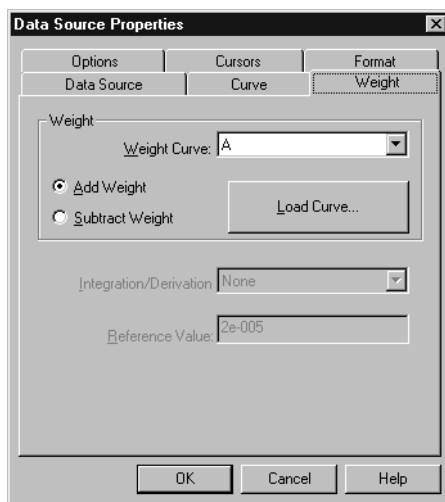 Data Source Properties
Options Cursors Format
Data Source Curve Weight
Weight
Weight Curve: A
Add Weight
Subtract Weight
Load Curve...
Integration/Derivation None
Reference Value: 2e-005
OK Cancel Help